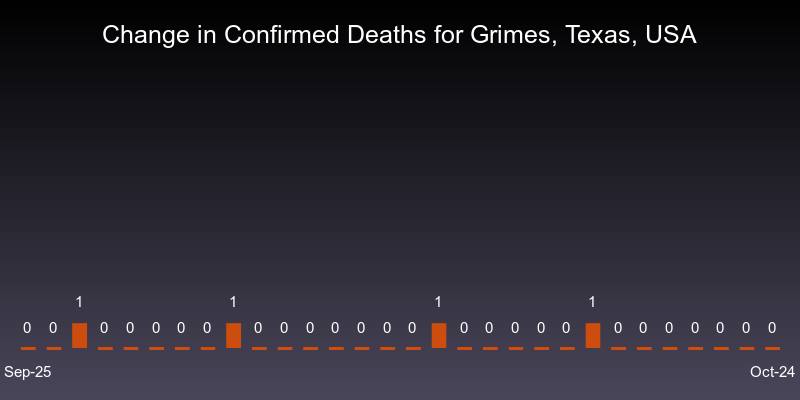 Change in Confirmed Deaths for Grimes, Texas, USA
1 1 1 1
0 0 0 0 0 0 0 0 0 0 0 0 0 0 0 0 0 0 0 0 0 0 0 0 0 0
Sep-25 Oct-24